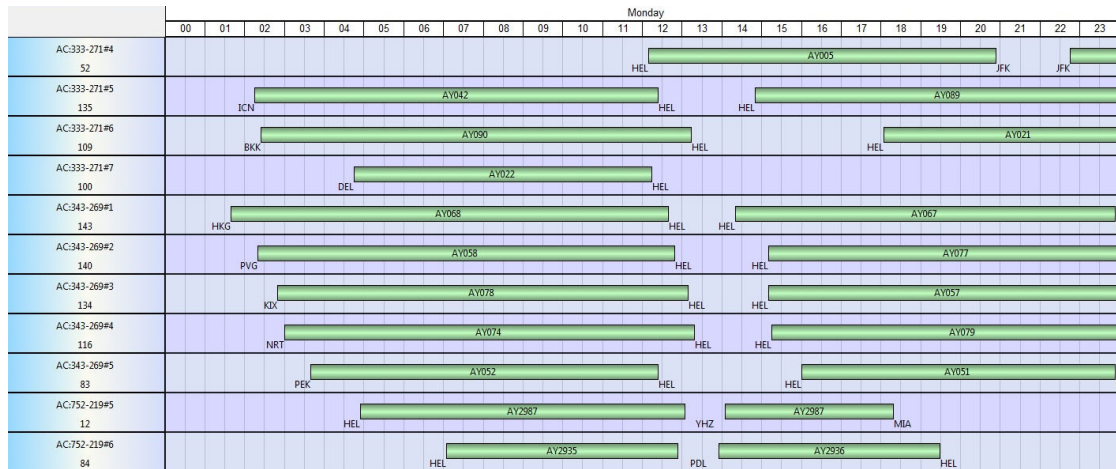 Monday
00 01 02 03 04 05 06 07 08 09 10 11 12 13 14 15 16 17 18 19 20 21 22 23
AC:333-271#4 AY005
52 HEL JFK JFK
AC:333-271#5 AY042 AY089
135 ICN HEL HEL
AC:333-271#6 AY090 AY021
109 BKK HEL HEL
AC:333-271#7 AY022
100 DEL HEL
AC:343-269#1 AY068 AY067
143 HKG HEL HEL
AC:343-269#2 AY058 AY077
140 PVG HEL HEL
AC:343-269#3 AY078 AY057
134 KIX HEL HEL
AC:343-269#4 AY074 AY079
116 NRT HEL HEL
AC:343-269#5 AY052 AY051
83 PEK HEL HEL
AC:752-219#5 AY2987 AY2987
12 HEL YHZ MIA
AC:752-219#6 AY2935 AY2936
84 HEL PDL HEL